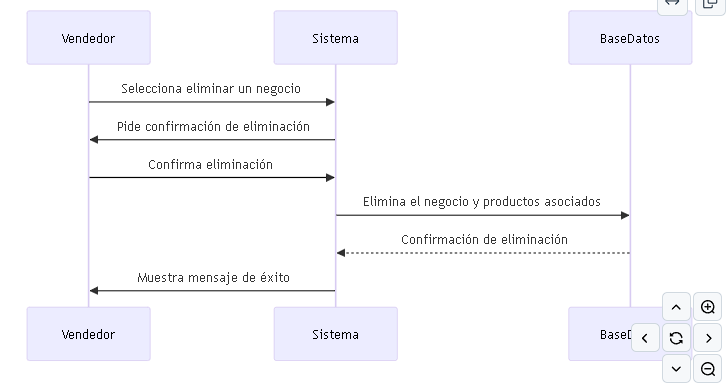 Vendedor
Sistema
BaseDatos
Selecciona eliminar un negocio
Pide confirmación de eliminación
Confirma eliminación
Elimina el negocio y productos asociados
Confirmación de eliminación
Muestra mensaje de éxito
Vendedor
Sistema